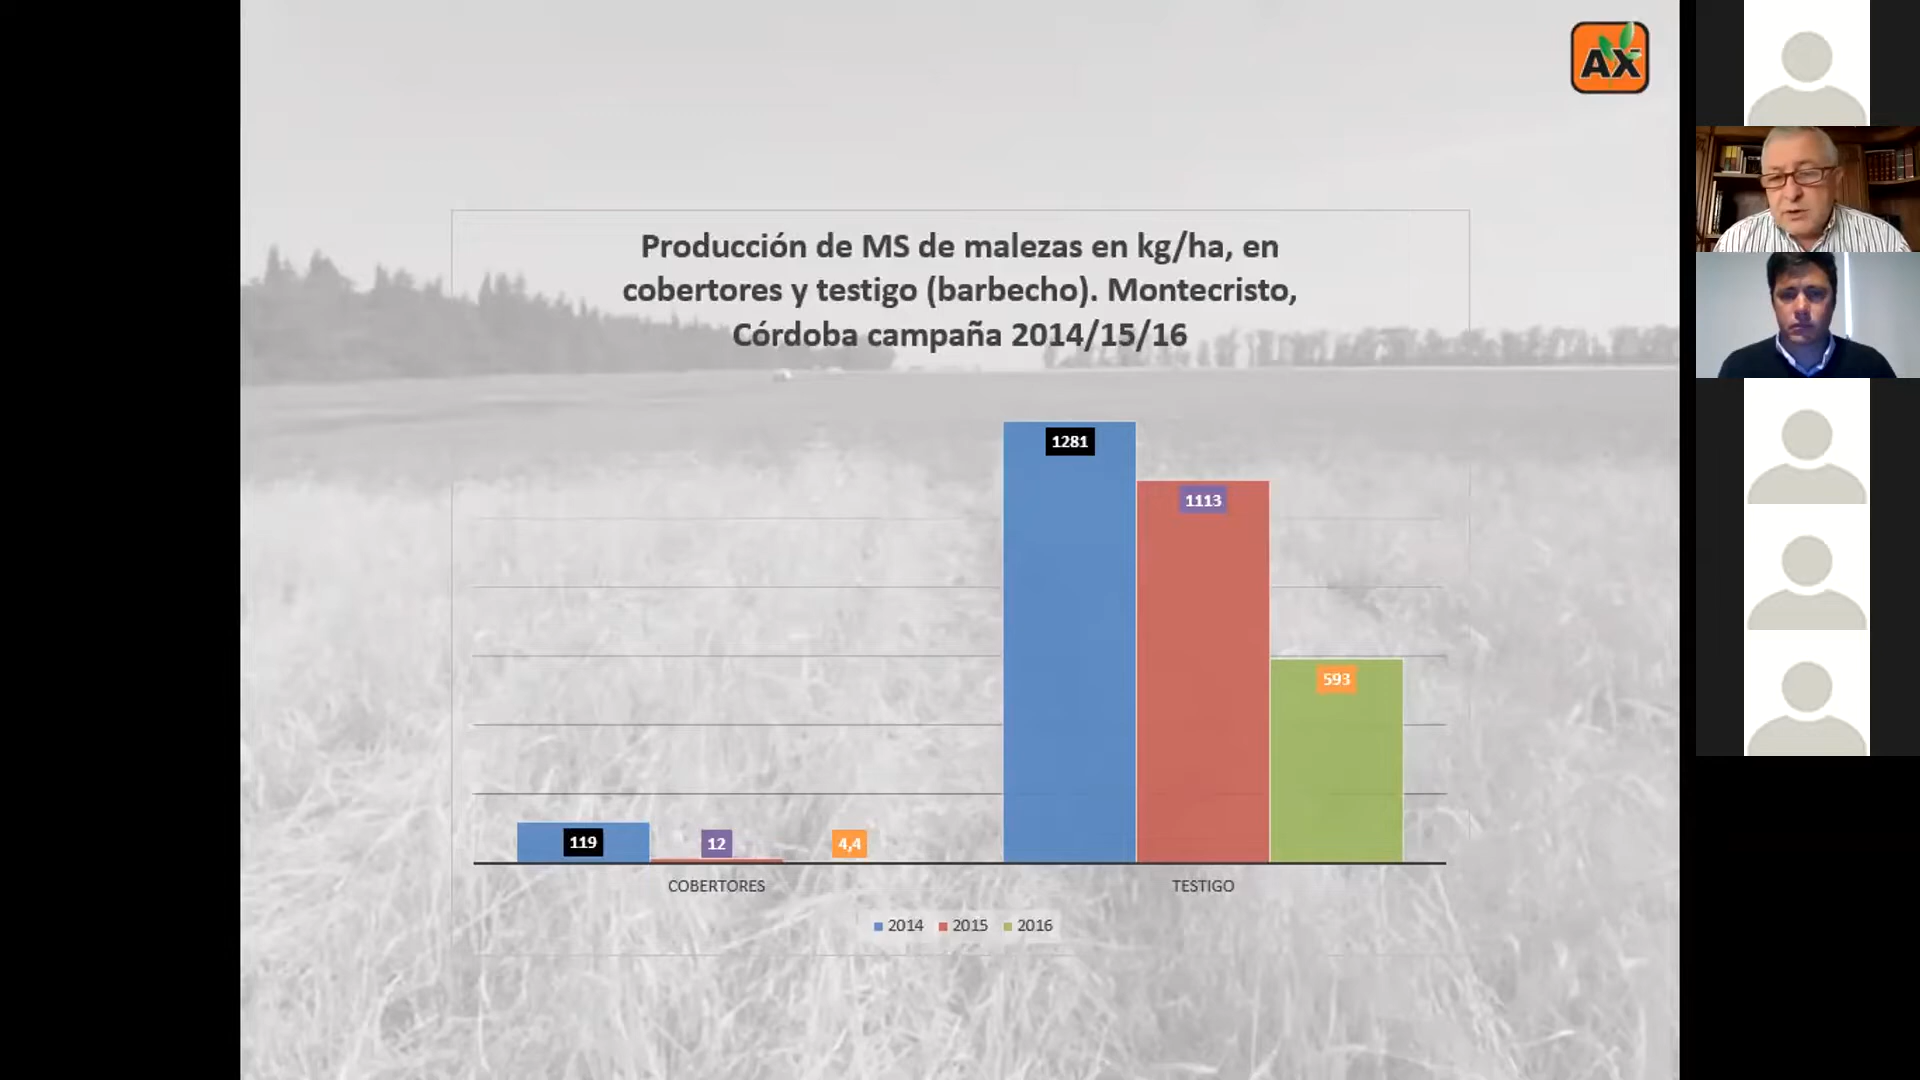 AX
Producción de MS de malezas en kg/ha, en
cobertores y testigo (barbecho). Montecristo,
Córdoba campaña 2014/15/16
1281
1113
593
119
12
4,4
COBERTORES
TESTIGO
2014
2015
2016